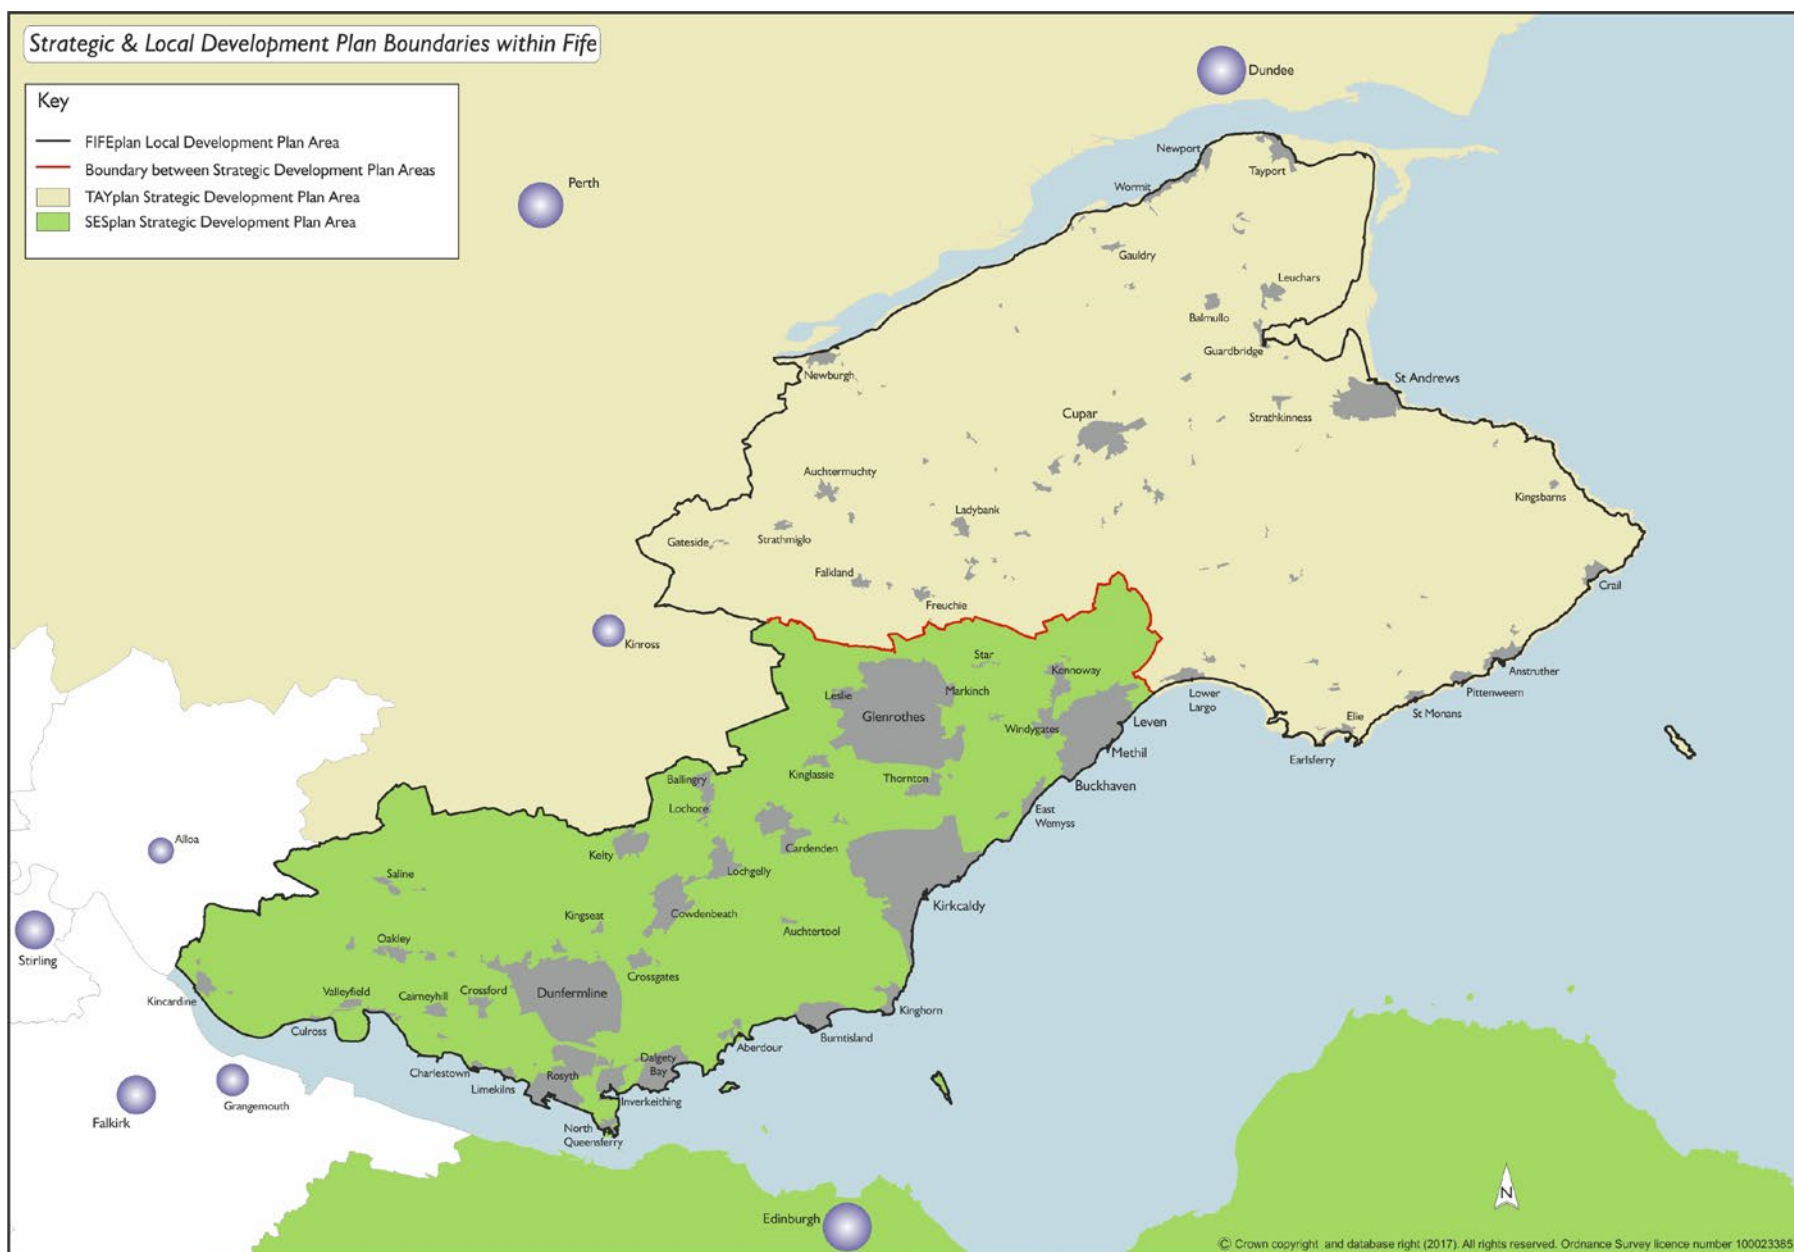 Strategic & Local Development Plan Boundaries within Fife
Key
FIFEplan Local Development Plan Area
Boundary between Strategic Development Plan Areas
TAYplan Strategic Development Plan Area
SESplan Strategic Development Plan Area
Dundee
Perth
Newport
Tayport
Wormit
Gauldry
Leuchars
Balmullo
Guardbridge
Newburgh
St Andrews
Cupar
Strathkinness
Auchtermuchty
Kingsbarns
Ladybank
Gateside
Strathmiglo
Falkland
Crail
Freuchie
Kinross
Star
Kennoway
Anstruther
Leslie
Markinch
Lower
Largo
Pittenweem
St Monans
Glenrothes
Elie
Leven
Windygates
Methil
Earlsferry
Ballingry
Kinglassie
Thornton
Buckhaven
Lochore
East
Wemyss
Alloa
Kelty
Cardenden
Saline
Lochgelly
Kirkcaldy
Kingseat
Cowdenbeath
Auchtertool
Oakley
Stirling
Crossgates
Kincardine
Valleyfield
Cairneyhill
Crossford
Dunfermline
Kinghorn
Culross
Burntisland
Aberdour
Dalgety
Bay
Charlestown
Rosyth
Limekilns
Inverkeithing
Grangemouth
Falkirk
North
Queensferry
N
Edinburgh
© Crown copyright and database right (2017). All rights reserved. Ordnance Survey licence number 100023385